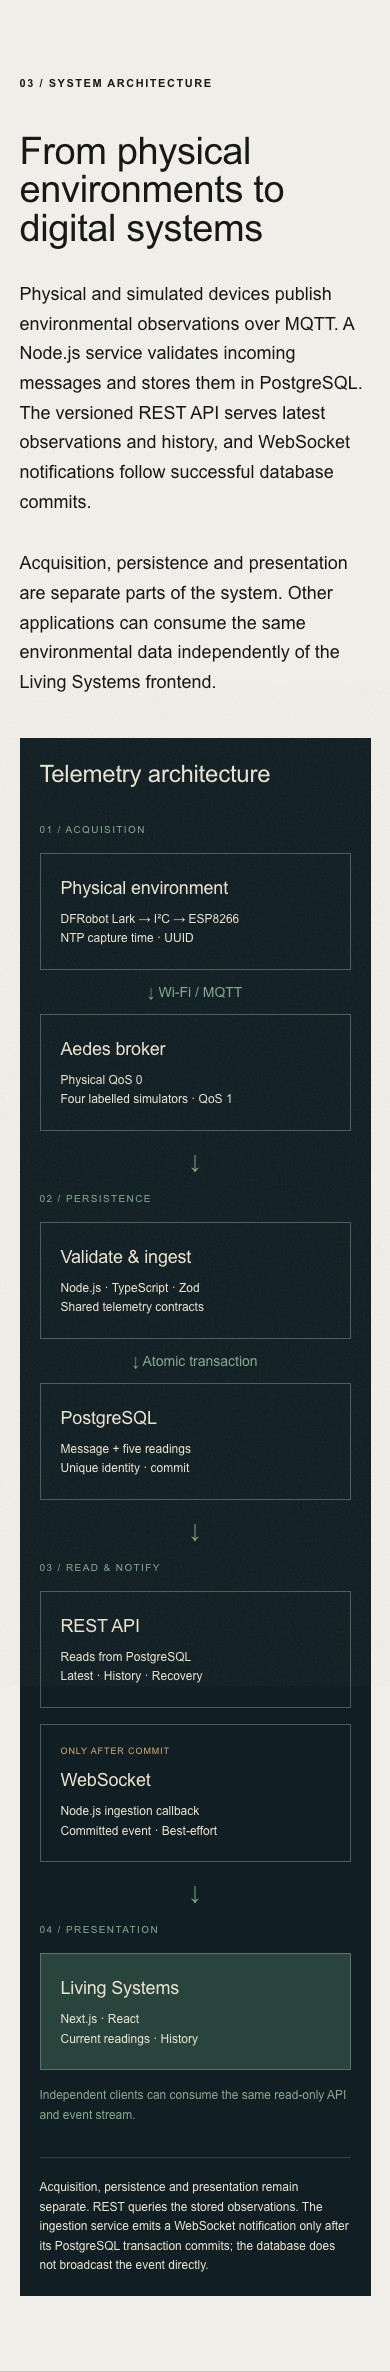 03 / SYSTEM ARCHITECTURE
From physical
environments to
digital systems
Physical and simulated devices publish
environmental observations over MQTT. A
Node.js service validates incoming
messages and stores them in PostgreSQL.
The versioned REST API serves latest
observations and history, and WebSocket
notifications follow successful database
commits.
Acquisition, persistence and presentation
are separate parts of the system. Other
applications can consume the same
environmental data independently of the
Living Systems frontend.
Telemetry architecture
01 / ACQUISITION
Physical environment
DFRobot Lark → I²C → ESP8266
NTP capture time · UUID
↓ Wi-Fi / MQTT
Aedes broker
Physical QoS 0
Four labelled simulators · QoS 1
↓
02 / PERSISTENCE
Validate & ingest
Node.js · TypeScript · Zod
Shared telemetry contracts
↓ Atomic transaction
PostgreSQL
Message + five readings
Unique identity · commit
↓
03 / READ & NOTIFY
REST API
Reads from PostgreSQL
Latest · History · Recovery
ONLY AFTER COMMIT
WebSocket
Node.js ingestion callback
Committed event · Best-effort
↓
04 / PRESENTATION
Living Systems
Next.js · React
Current readings · History
Independent clients can consume the same read-only API
and event stream.
Acquisition, persistence and presentation remain
separate. REST queries the stored observations. The
ingestion service emits a WebSocket notification only after
its PostgreSQL transaction commits; the database does
not broadcast the event directly.